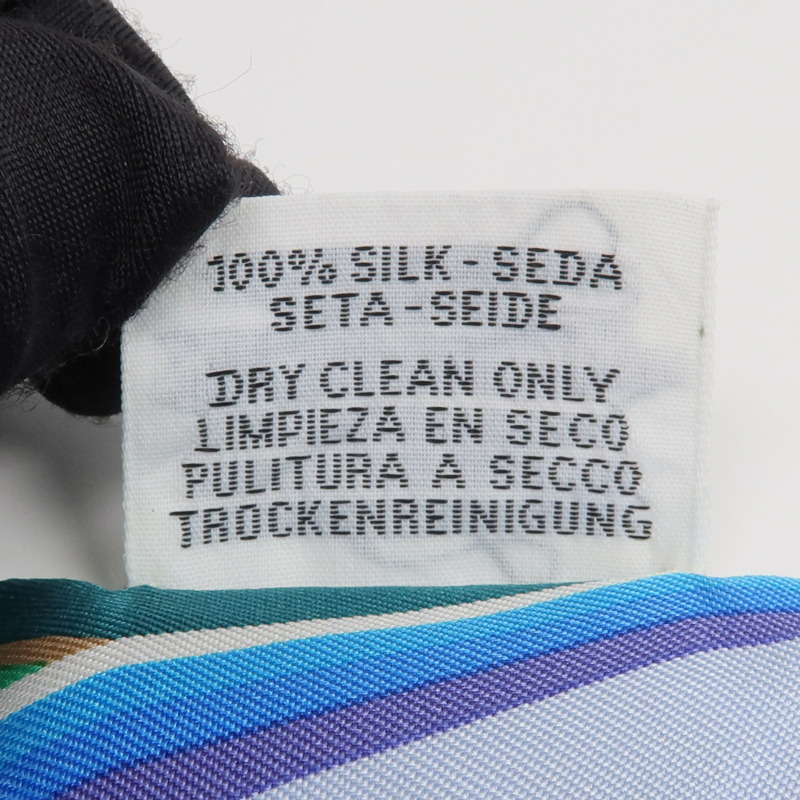 100% SILK - SEDA
SETA - SEIDE
DRY CLEAN ONLY
LIMPIEZA EN SECO
PULITURA A SECCO
TROCKENREINIGUNG